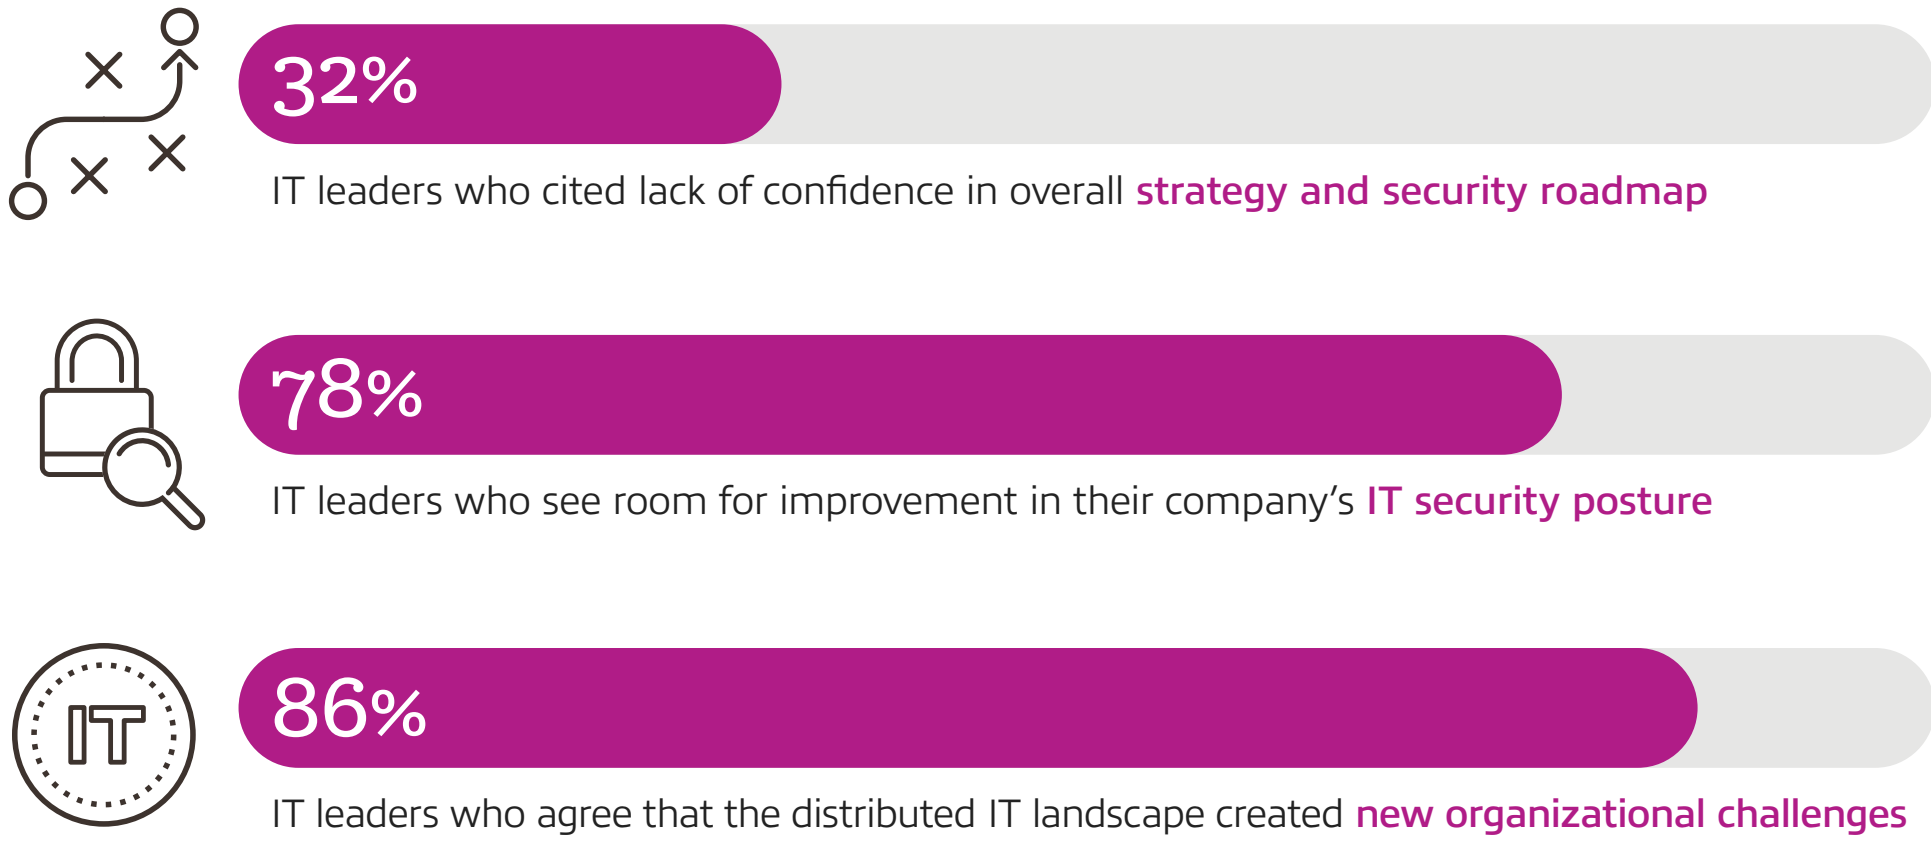 32%
IT leaders who cited lack of confidence in overall strategy and security roadmap
78%
IT leaders who see room for improvement in their company’s IT security posture
IT
86%
IT leaders who agree that the distributed IT landscape created new organizational challenges